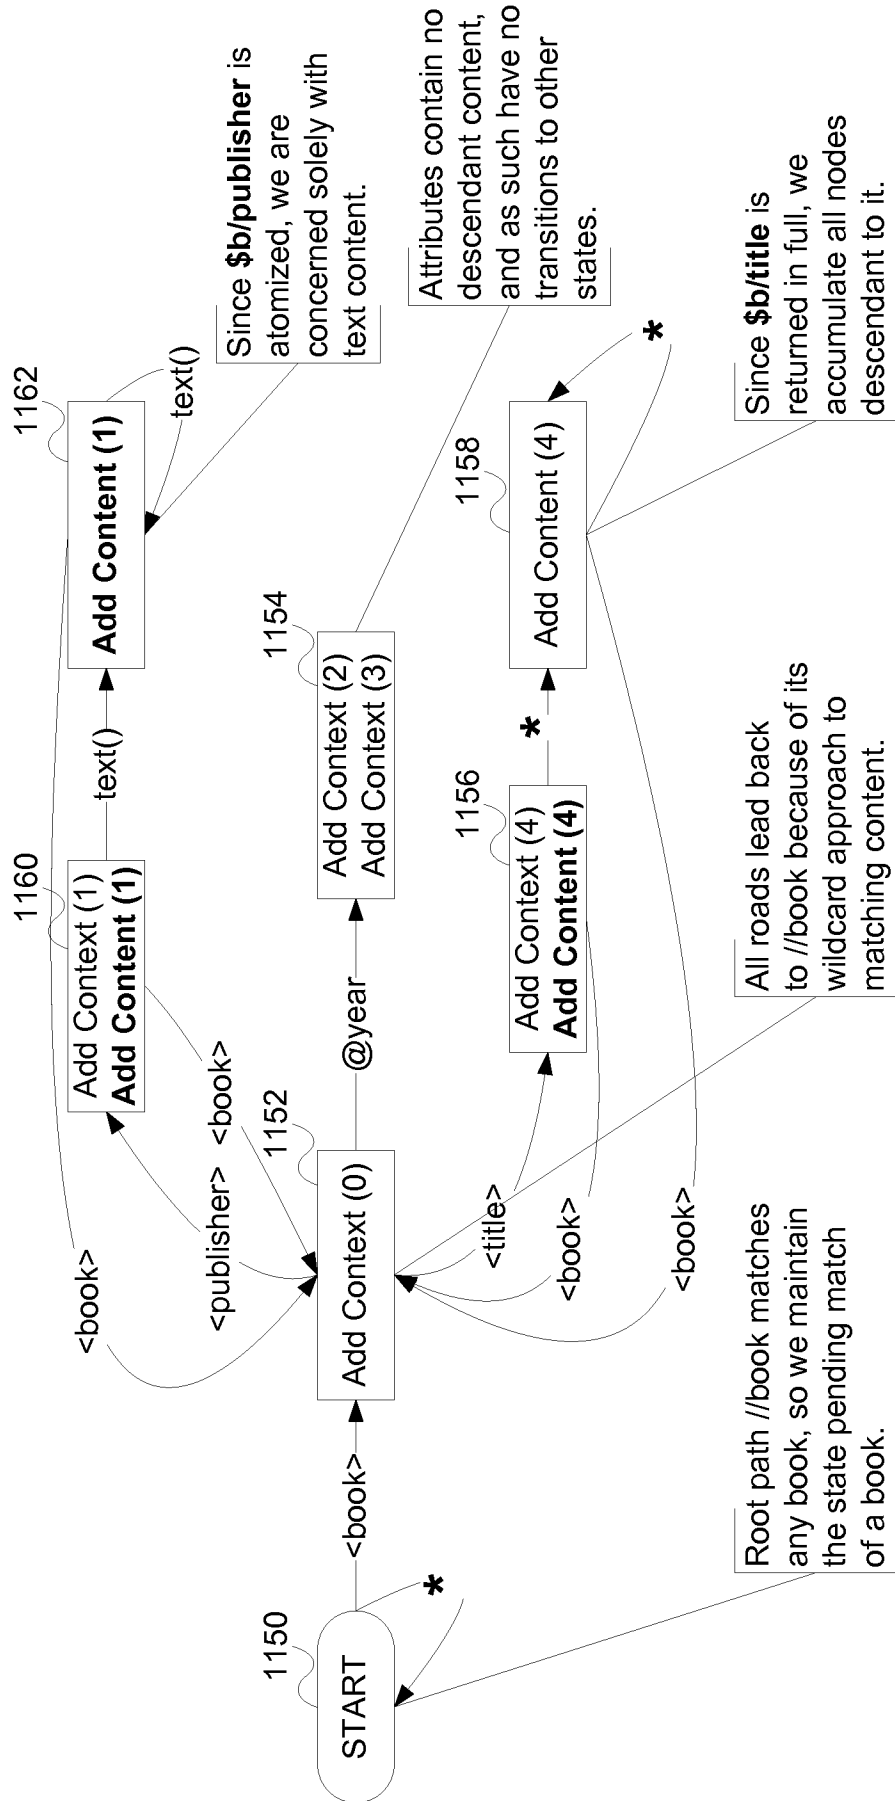 1150
START
*
<book>
1152
Add Context (0)
<book>
<publisher>
<book>
@year
<title>
<book>
<book>
1160
Add Context (1)
Add Content (1)
text()
1162
Add Content (1)
text()
1154
Add Context (2)
Add Context (3)
1156
Add Context (4)
Add Content (4)
*
1158
Add Content (4)
*
Since $b/publisher is
atomized, we are
concerned solely with
text content.
Attributes contain no
descendant content,
and as such have no
transitions to other
states.
Root path //book matches
any book, so we maintain
the state pending match
of a book.
All roads lead back
to //book because of its
wildcard approach to
matching content.
Since $b/title is
returned in full, we
accumulate all nodes
descendant to it.